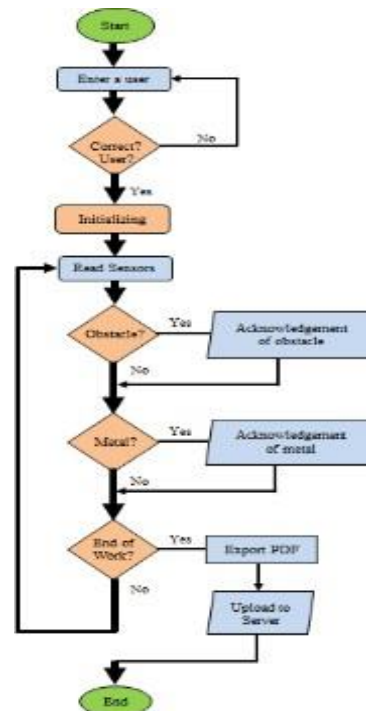 Start
Enter a user
Correct?
User?
No
Yes
Initializing
Read Sensors
Obstacle?
Yes
Acknowledgement
of obstacle
No
Metal?
Yes
Acknowledgement
of metal
No
End of
Work?
Yes
Export PDF
No
Upload to
Server
End